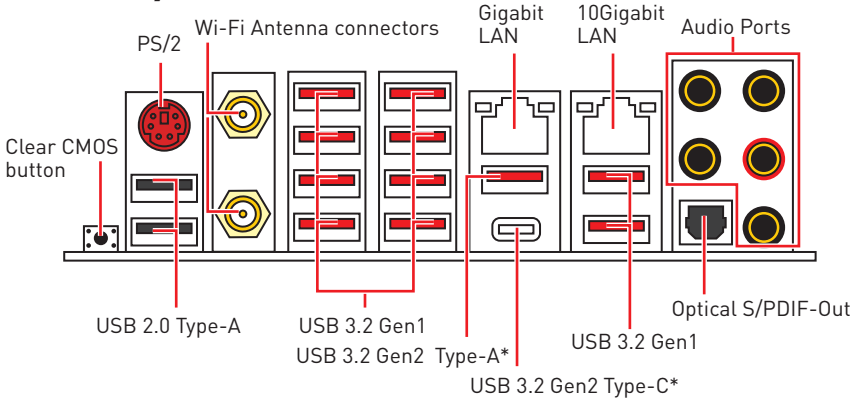 Gigabit
LAN
10Gigabit
LAN
Wi-Fi Antenna connectors
Audio Ports
PS/2
Clear CMOS
button
Optical S/PDIF-Out
USB 2.0 Type-A
USB 3.2 Gen1
USB 3.2 Gen1
USB 3.2 Gen2 Type-A*
USB 3.2 Gen2 Type-C*